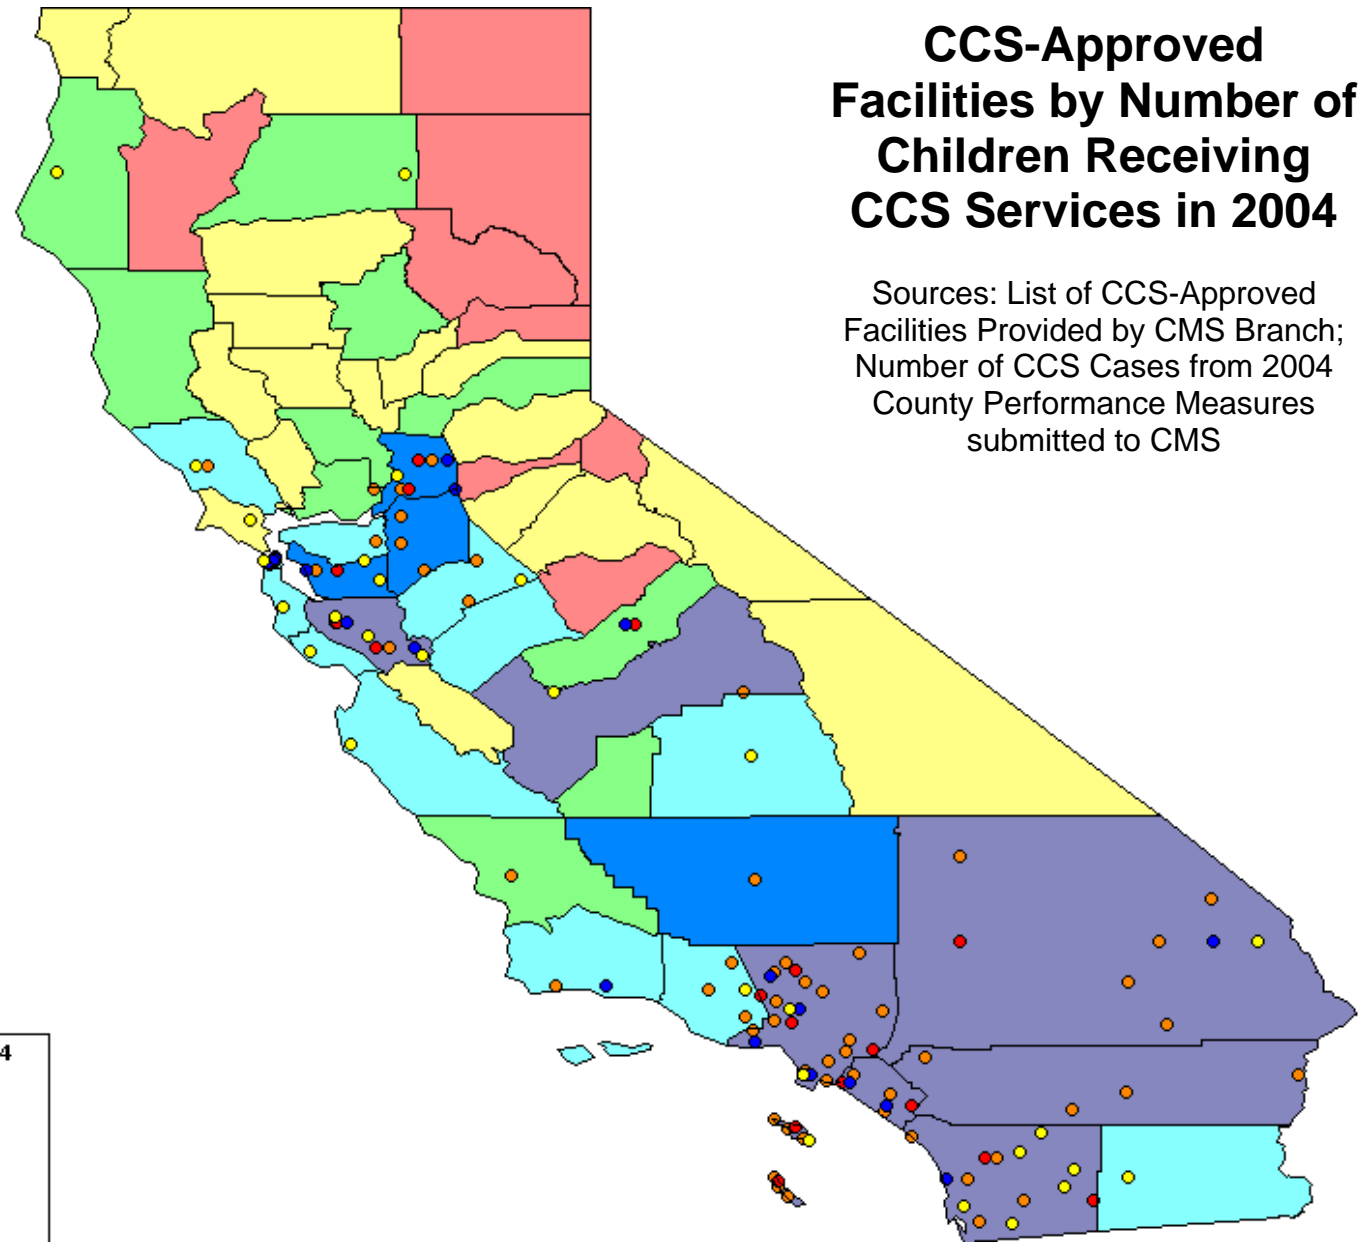 CCS-Approved
Facilities by Number of
Children Receiving
CCS Services in 2004
Sources: List of CCS-Approved
Facilities Provided by CMS Branch;
Number of CCS Cases from 2004
County Performance Measures
submitted to CMS
4